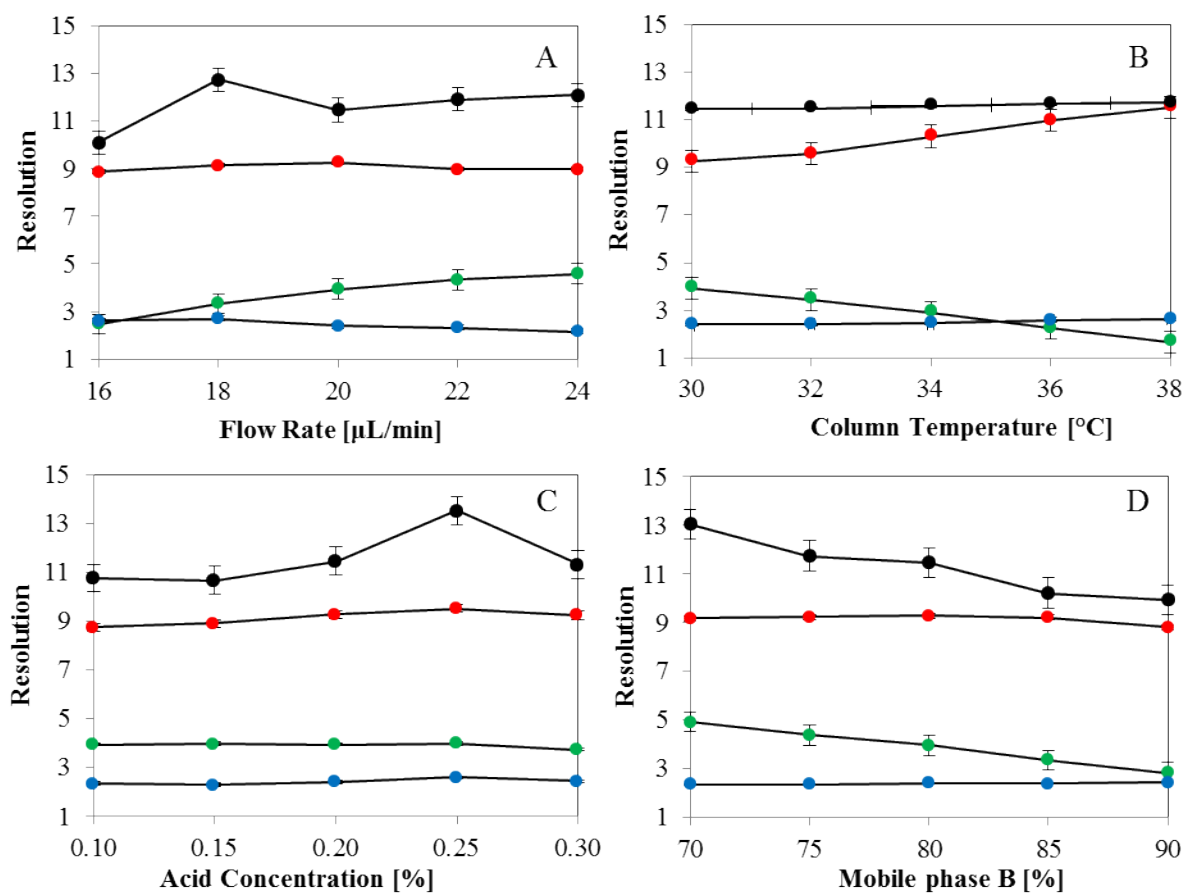 A
Resolution
15
13
11
9
7
5
3
1
16 18 20 22 24
Flow Rate [µL/min]
B
Resolution
15
13
11
9
7
5
3
1
30 32 34 36 38
Column Temperature [°C]
C
Resolution
15
13
11
9
7
5
3
1
0.10 0.15 0.20 0.25 0.30
Acid Concentration [%]
D
Resolution
15
13
11
9
7
5
3
1
70 75 80 85 90
Mobile phase B [%]